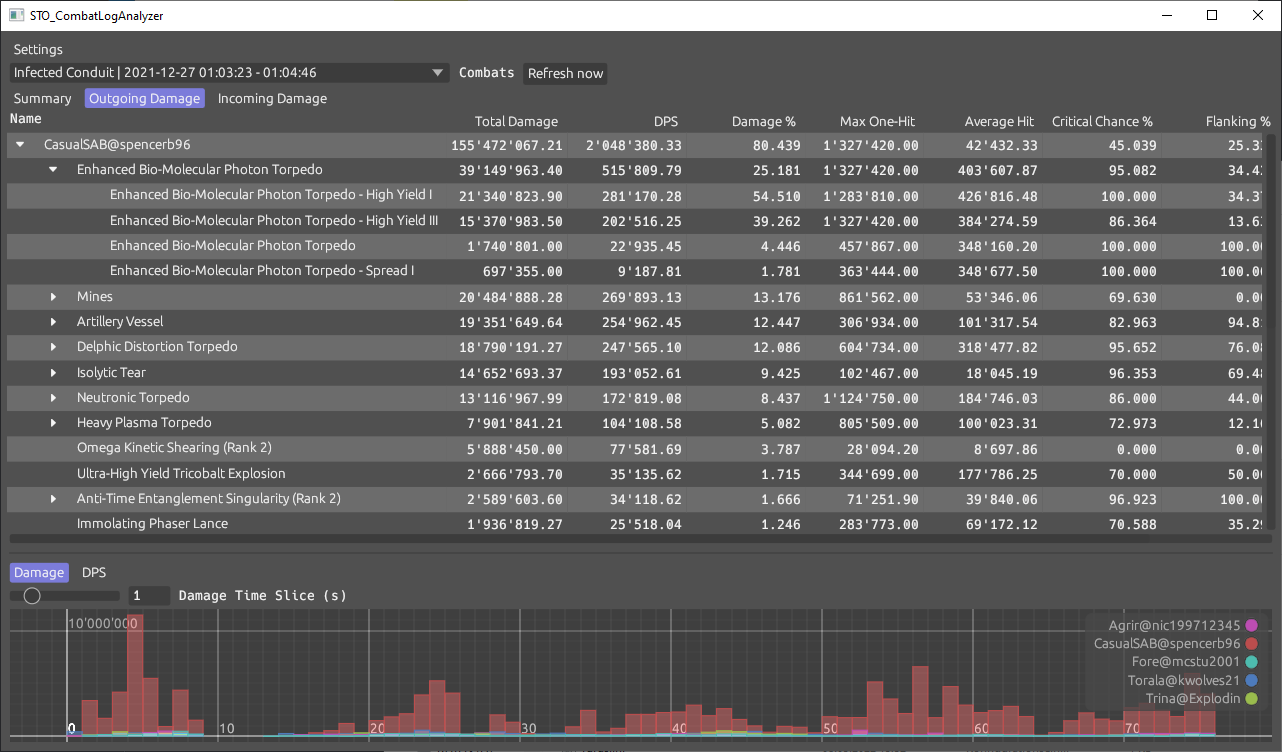 STO_CombatLogAnalyzer
Settings
Infected Conduit | 2021-12-27 01:03:23 - 01:04:46 Combats Refresh now
Summary Outgoing Damage Incoming Damage
Name Total Damage DPS Damage % Max One-Hit Average Hit Critical Chance % Flanking %
CasualSAB@spencerb96 155'472'067.21 2'048'380.33 80.439 1'327'420.00 42'432.33 45.039 25.3
Enhanced Bio-Molecular Photon Torpedo 39'149'963.40 515'809.79 25.181 1'327'420.00 403'607.87 95.082 34.4
Enhanced Bio-Molecular Photon Torpedo - High Yield I 21'340'823.90 281'170.28 54.510 1'283'810.00 426'816.48 100.000 34.3
Enhanced Bio-Molecular Photon Torpedo - High Yield III 15'370'983.50 202'516.25 39.262 1'327'420.00 384'274.59 86.364 13.6
Enhanced Bio-Molecular Photon Torpedo 1'740'801.00 22'935.45 4.446 457'867.00 348'160.20 100.000 100.0
Enhanced Bio-Molecular Photon Torpedo - Spread I 697'355.00 9'187.81 1.781 363'444.00 348'677.50 100.000 100.0
Mines 20'484'888.28 269'893.13 13.176 861'562.00 53'346.06 69.630 0.0
Artillery Vessel 19'351'649.64 254'962.45 12.447 306'934.00 101'317.54 82.963 94.8
Delphic Distortion Torpedo 18'790'191.27 247'565.10 12.086 604'734.00 318'477.82 95.652 76.0
Isolytic Tear 14'652'693.37 193'052.61 9.425 102'467.00 18'045.19 96.353 69.4
Neutronic Torpedo 13'116'967.99 172'819.08 8.437 1'124'750.00 184'746.03 86.000 44.0
Heavy Plasma Torpedo 7'901'841.21 104'108.58 5.082 805'509.00 100'023.31 72.973 12.1
Omega Kinetic Shearing (Rank 2) 5'888'450.00 77'581.69 3.787 28'094.20 8'697.86 0.000 0.0
Ultra-High Yield Tricobalt Explosion 2'666'793.70 35'135.62 1.715 344'699.00 177'786.25 70.000 50.0
Anti-Time Entanglement Singularity (Rank 2) 2'589'603.60 34'118.62 1.666 71'251.90 39'840.06 96.923 100.0
Immolating Phaser Lance 1'936'819.27 25'518.04 1.246 283'773.00 69'172.12 70.588 35.2
Damage DPS
1 Damage Time Slice (s)
10'000'000
Agrir@nic199712345
CasualSAB@spencerb96
Fore@mcstu2001
Torala@kwolves21
Trina@Explodin
0 10 20 30 40 50 60 70